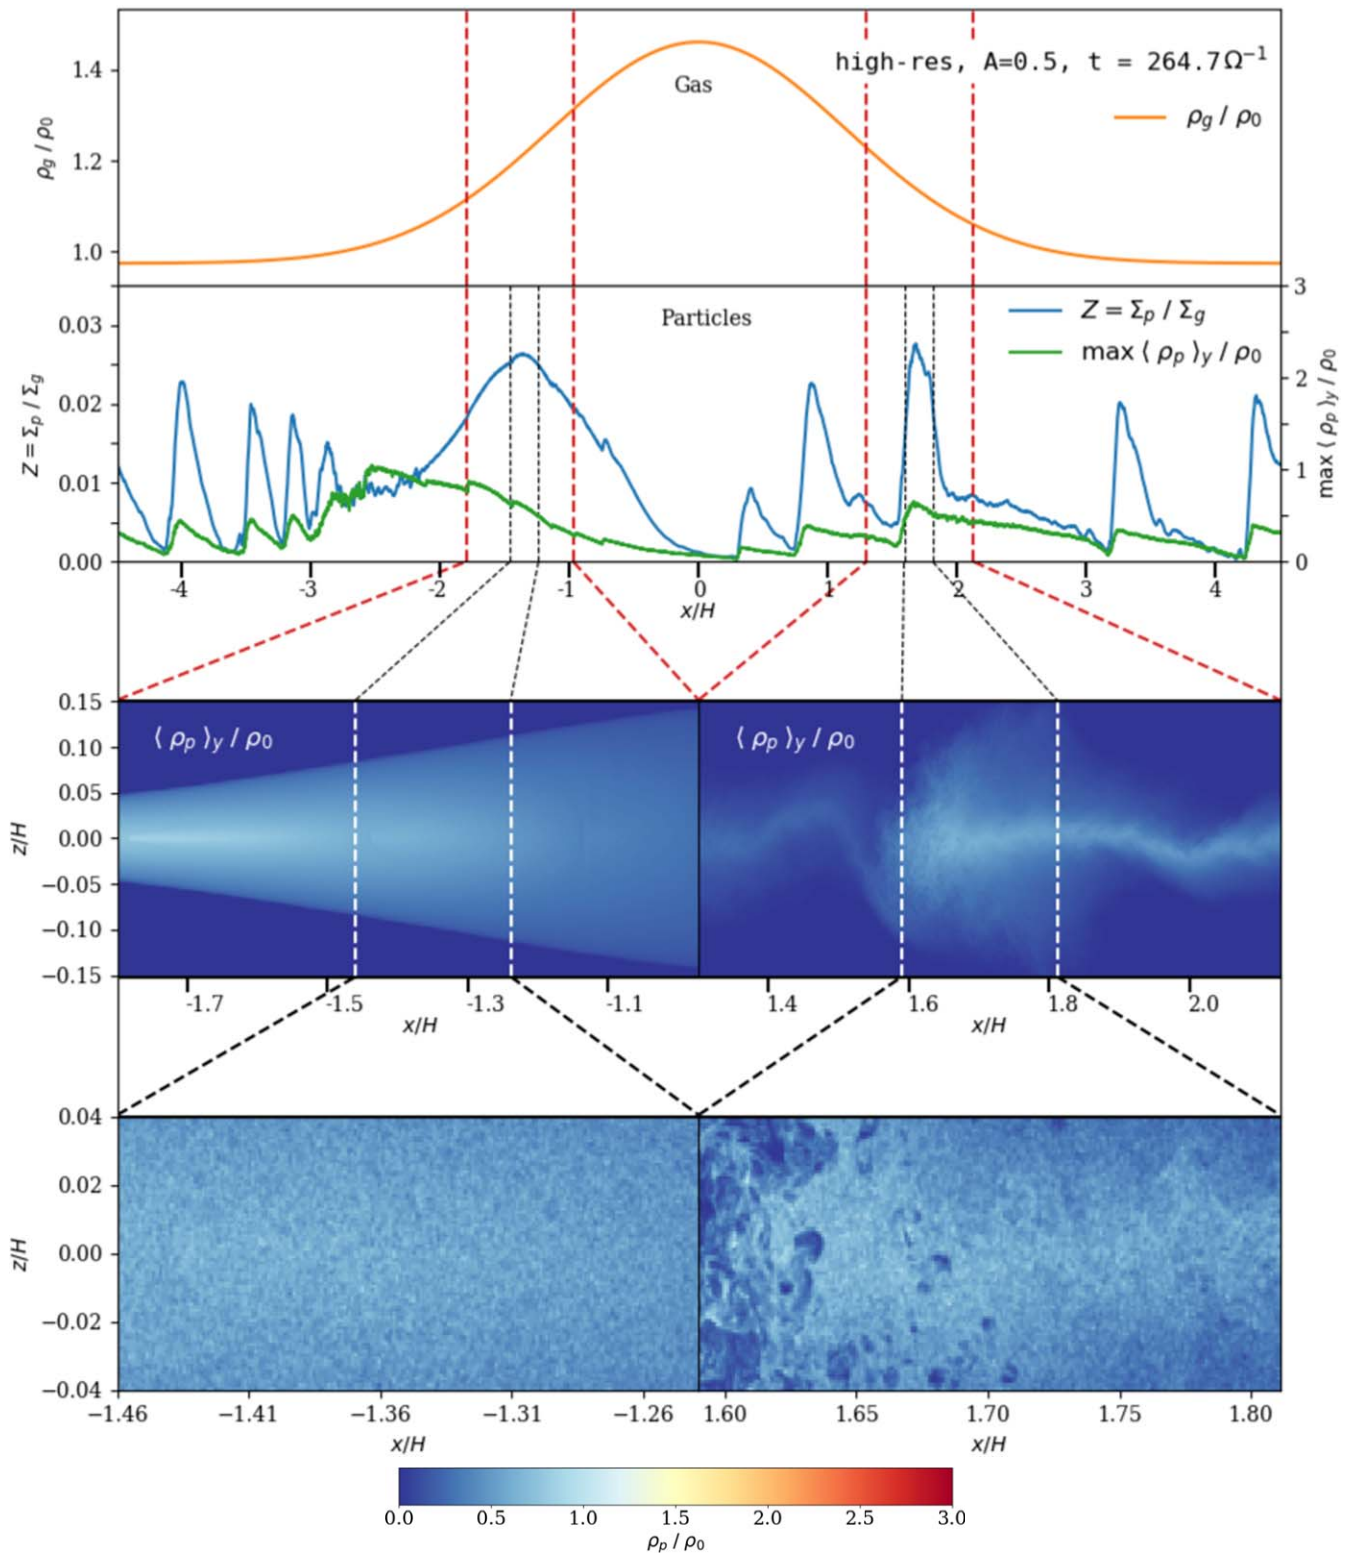 high-res, A=0.5, t = 264.7Ω⁻¹
Gas
ρg / ρ0
ρg / ρ0
1.4
1.2
1.0
Particles
Z = Σp / Σg
max ⟨ ρp ⟩y / ρ0
Z = Σp / Σg
0.03
0.02
0.01
0.00
3
2
1
0
max ⟨ ρp ⟩y / ρ0
-4 -3 -2 -1 0 1 2 3 4
x/H
⟨ ρp ⟩y / ρ0
⟨ ρp ⟩y / ρ0
z/H
0.15
0.10
0.05
0.00
−0.05
−0.10
−0.15
-1.7 -1.5 -1.3 -1.1 1.4 1.6 1.8 2.0
x/H x/H
z/H
0.04
0.02
0.00
−0.02
−0.04
−1.46 −1.41 −1.36 −1.31 −1.26 1.60 1.65 1.70 1.75 1.80
x/H x/H
0.0 0.5 1.0 1.5 2.0 2.5 3.0
ρp / ρ0